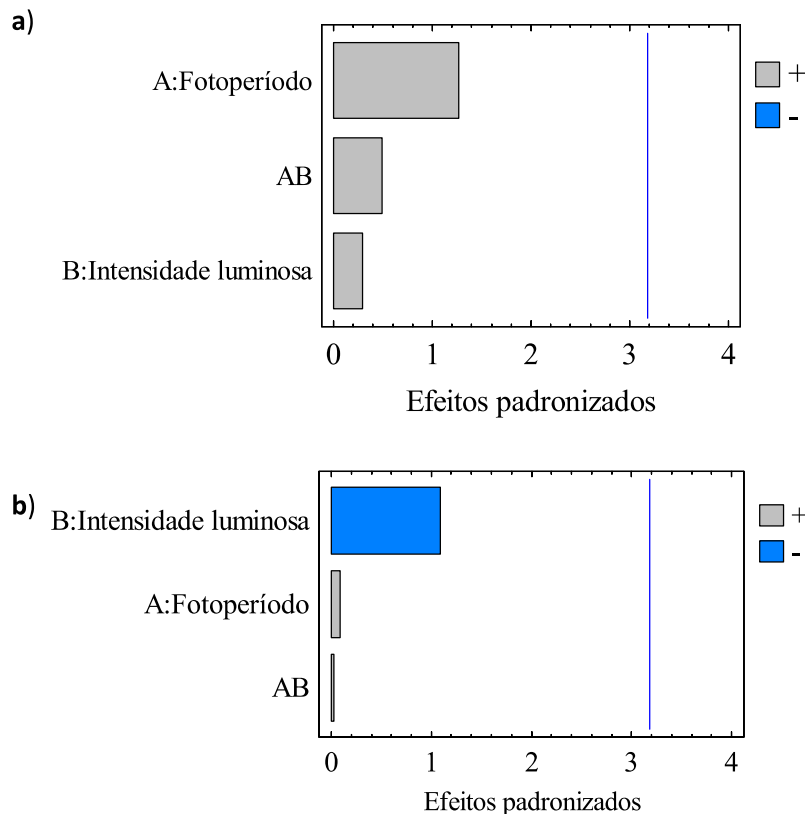 a)
A:Fotoperíodo
AB
B:Intensidade luminosa
+
-
0 1 2 3 4
Efeitos padronizados
b)
B:Intensidade luminosa
A:Fotoperíodo
AB
+
-
0 1 2 3 4
Efeitos padronizados